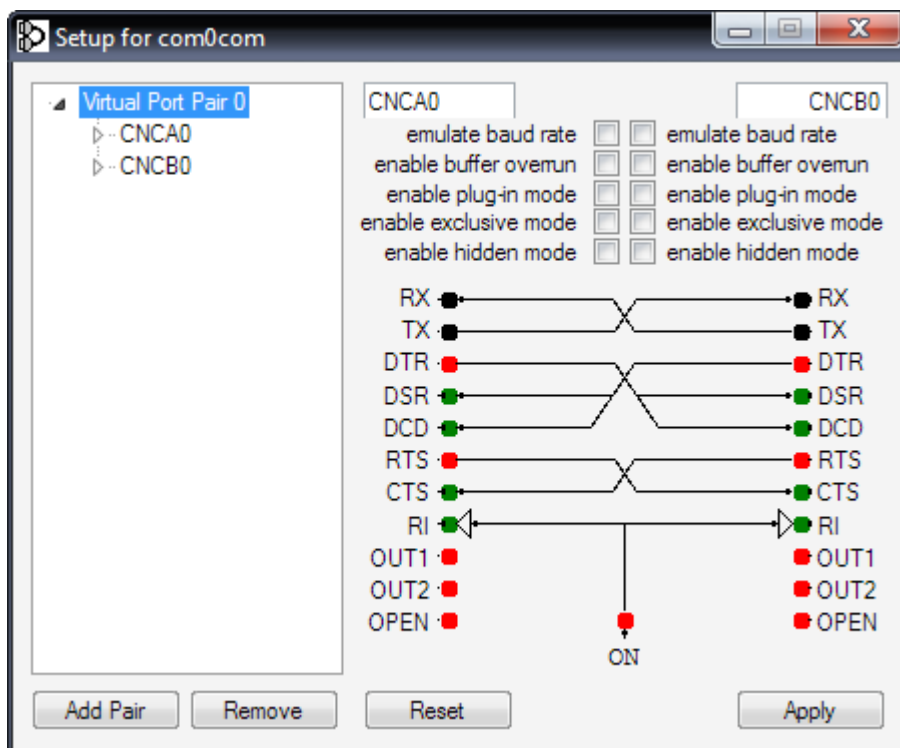 Setup for com0com
Virtual Port Pair 0
CNCA0
CNCB0
CNCA0 CNCB0
emulate baud rate emulate baud rate
enable buffer overrun enable buffer overrun
enable plug-in mode enable plug-in mode
enable exclusive mode enable exclusive mode
enable hidden mode enable hidden mode
RX RX
TX TX
DTR DTR
DSR DSR
DCD DCD
RTS RTS
CTS CTS
RI RI
OUT1 OUT1
OUT2 OUT2
OPEN OPEN
ON
Add Pair Remove Reset Apply